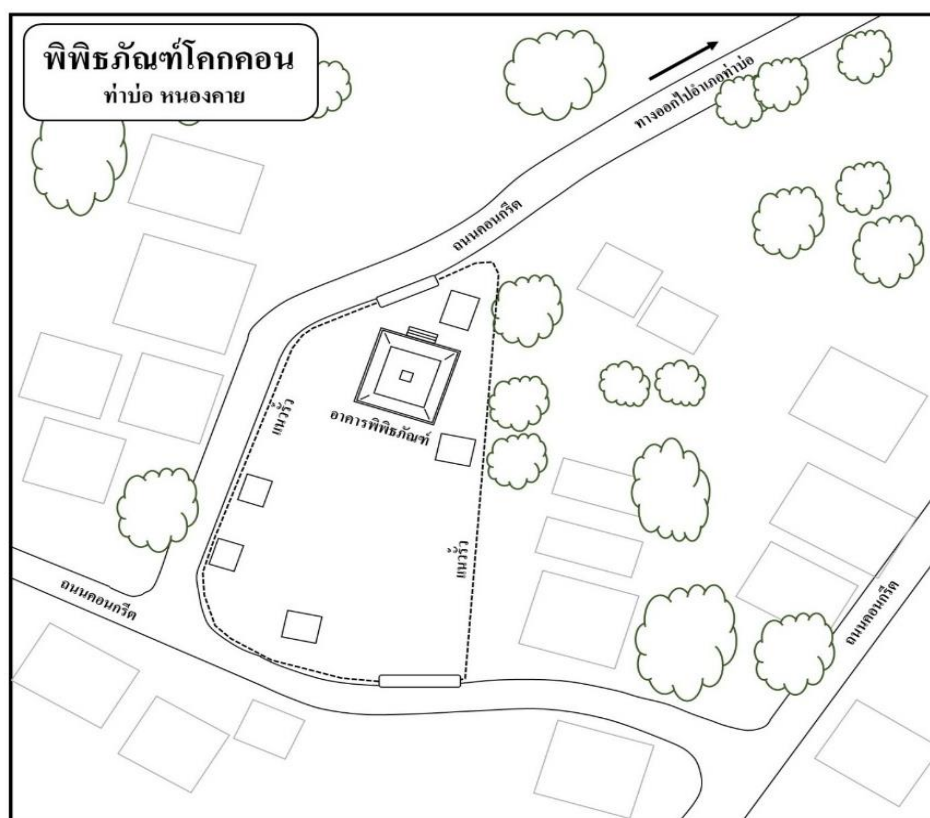 พิพิธภัณฑ์โคกคอน
ท่าบ่อ หนองคาย
ทางออกไปอำเภอท่าบ่อ
ถนนคอนกรีต
แนวรั้ว
อาคารพิพิธภัณฑ์
แนวรั้ว
ถนนคอนกรีต
ถนนคอนกรีต